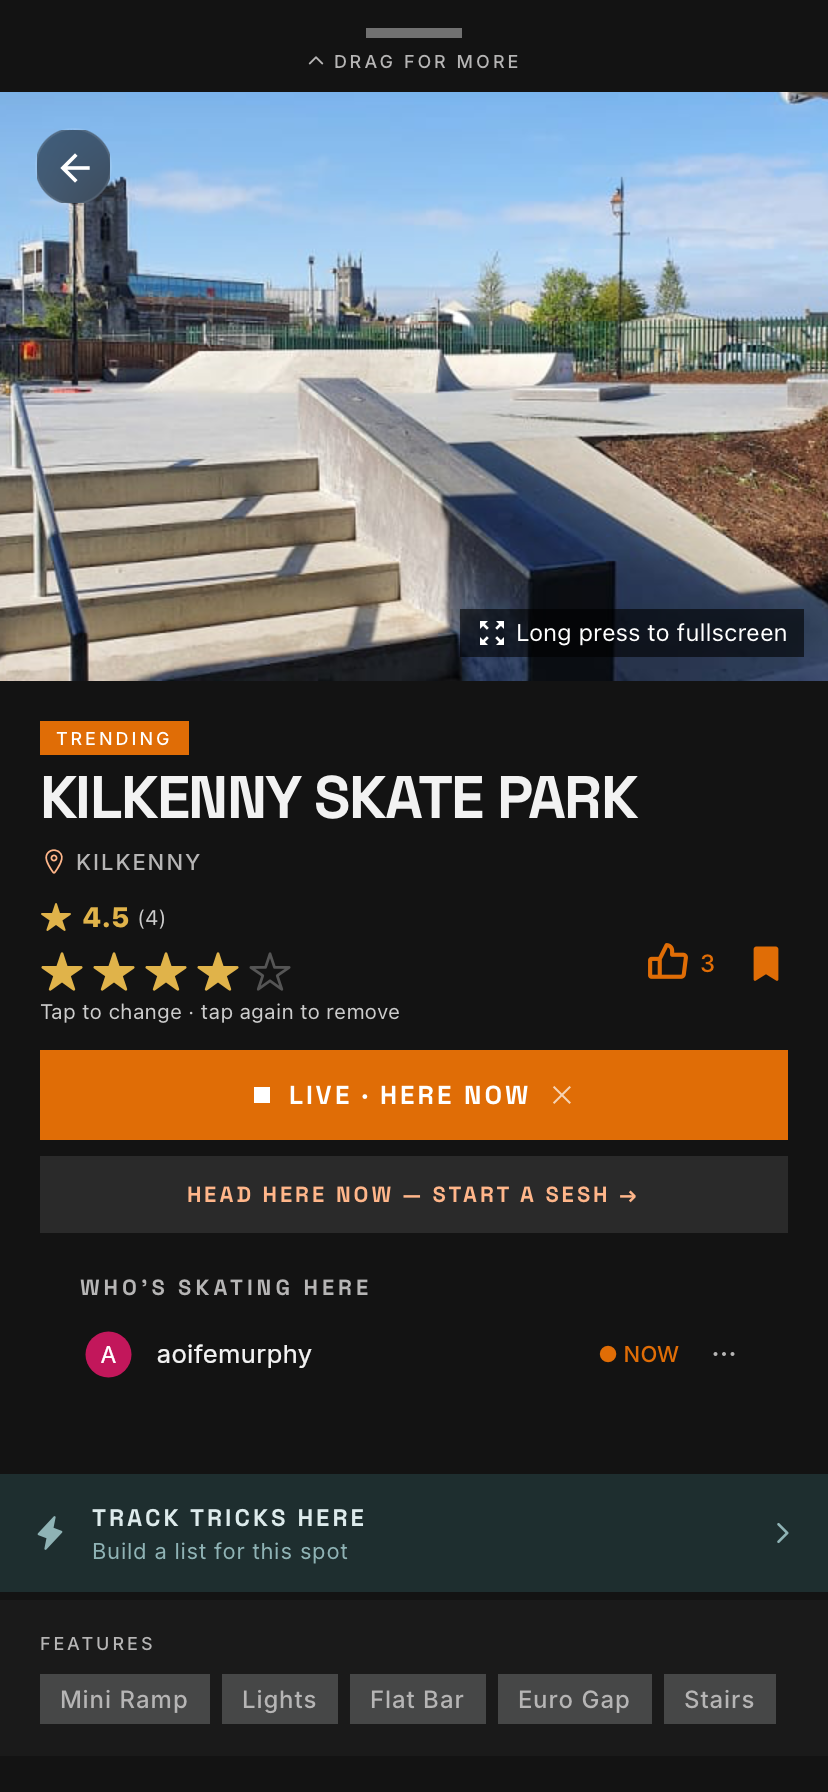 DRAG FOR MORE
Long press to fullscreen
TRENDING
KILKENNY SKATE PARK
KILKENNY
4.5 (4)
3
Tap to change · tap again to remove
LIVE · HERE NOW
HEAD HERE NOW — START A SESH →
WHO’S SKATING HERE
A aoifemurphy NOW ···
TRACK TRICKS HERE
Build a list for this spot
FEATURES
Mini Ramp Lights Flat Bar Euro Gap Stairs